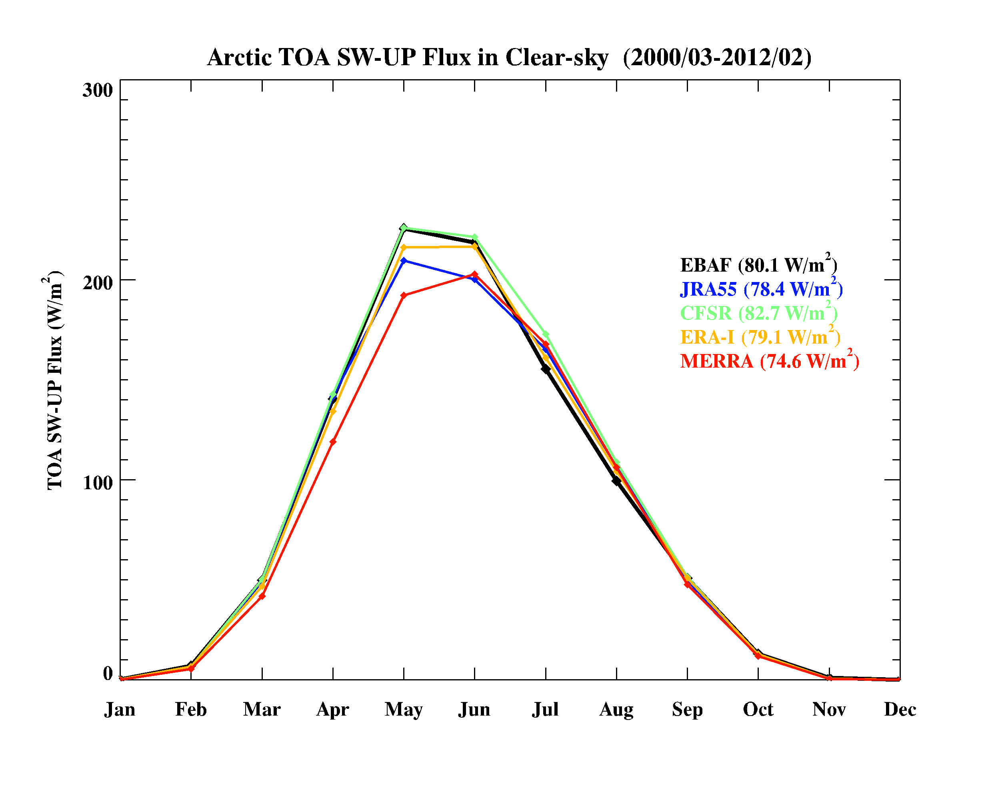 Arctic TOA SW-UP Flux in Clear-sky (2000/03-2012/02)
300
200
100
0
TOA SW-UP Flux (W/m²)
EBAF (80.1 W/m²)
JRA55 (78.4 W/m²)
CFSR (82.7 W/m²)
ERA-I (79.1 W/m²)
MERRA (74.6 W/m²)
Jan Feb Mar Apr May Jun Jul Aug Sep Oct Nov Dec